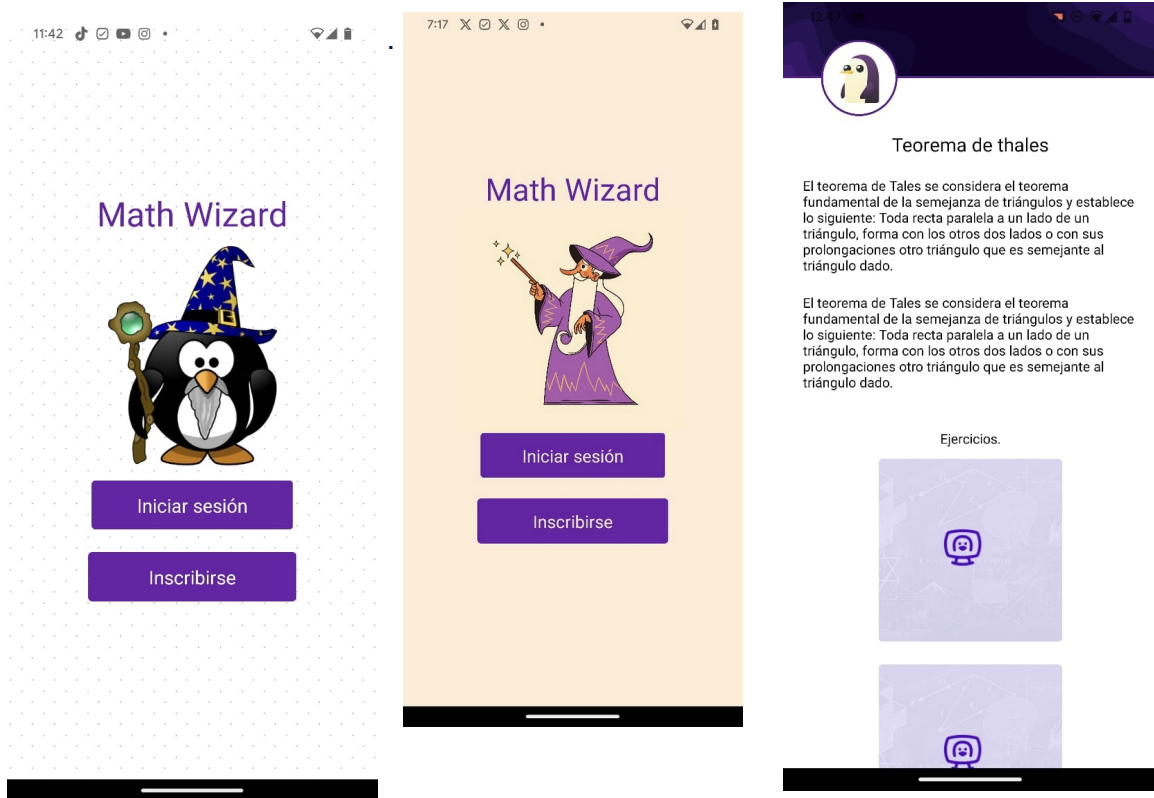 11:42
Math Wizard
Iniciar sesión
Inscribirse
7:17
Math Wizard
Iniciar sesión
Inscribirse
12:47
Teorema de thales
El teorema de Tales se considera el teorema
fundamental de la semejanza de triángulos y establece
lo siguiente: Toda recta paralela a un lado de un
triángulo, forma con los otros dos lados o con sus
prolongaciones otro triángulo que es semejante al
triángulo dado.
El teorema de Tales se considera el teorema
fundamental de la semejanza de triángulos y establece
lo siguiente: Toda recta paralela a un lado de un
triángulo, forma con los otros dos lados o con sus
prolongaciones otro triángulo que es semejante al
triángulo dado.
Ejercicios.